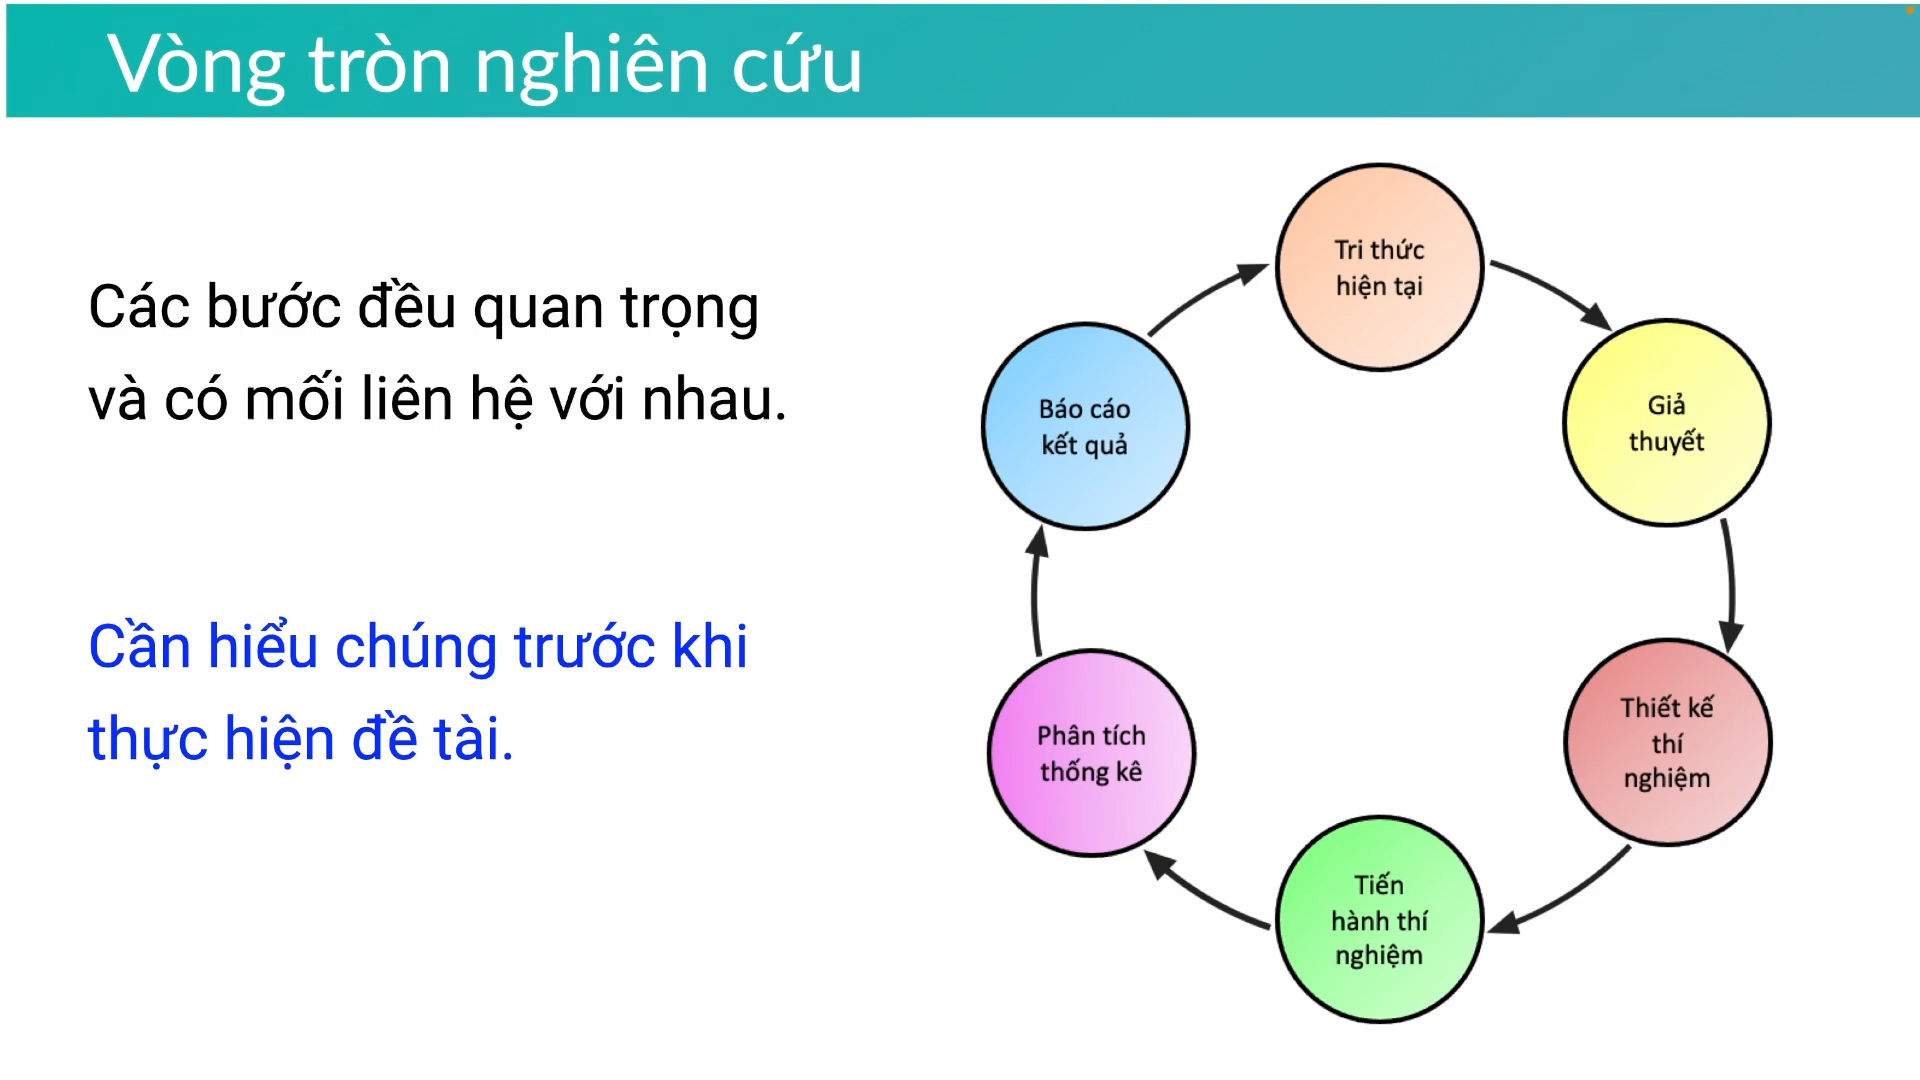 Vòng tròn nghiên cứu
Các bước đều quan trọng
và có mối liên hệ với nhau.
Cần hiểu chúng trước khi
thực hiện đề tài.
Tri thức
hiện tại
Giả
thuyết
Thiết kế
thí
nghiệm
Tiến
hành thí
nghiệm
Phân tích
thống kê
Báo cáo
kết quả